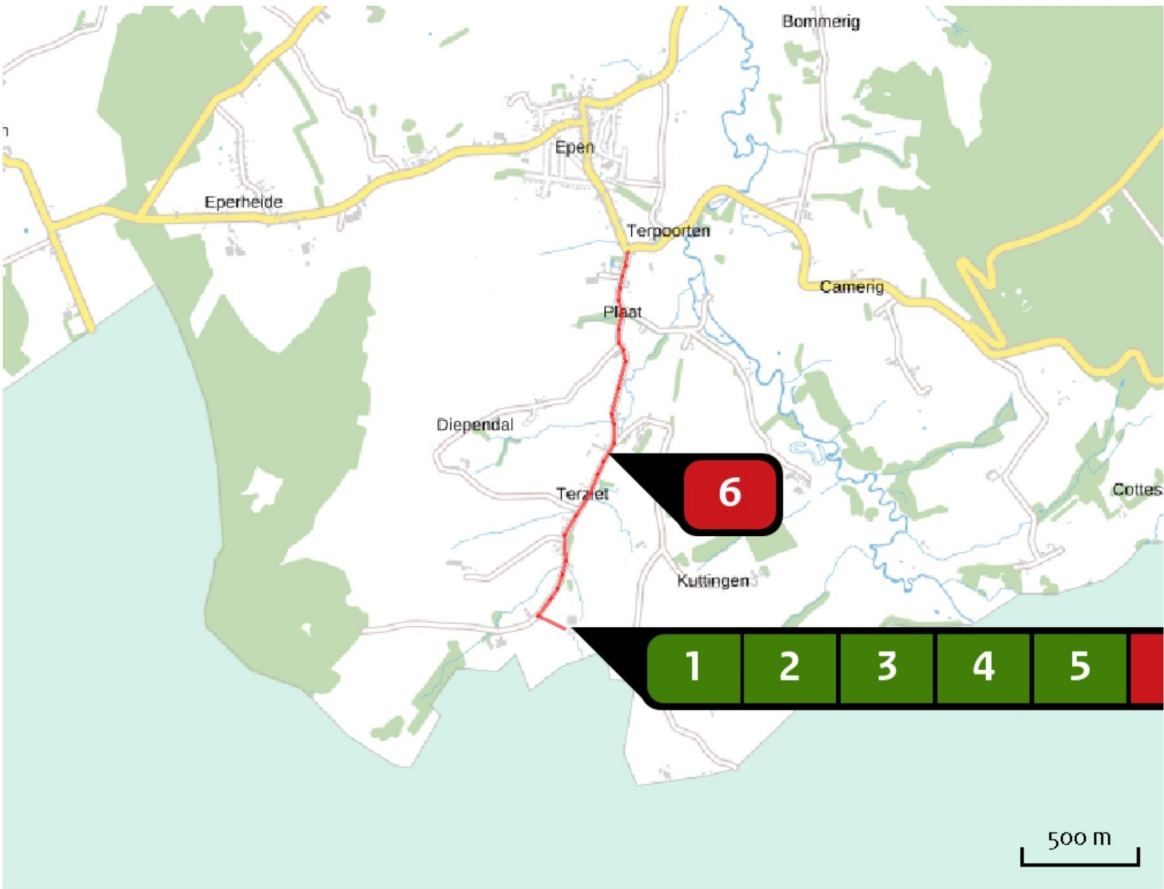 Bommerig
n
Epen
Eperheide
Terpoorten
Camerig
Plaat
Diependal
6
Terziet
Cottes
Kuttingen
1 2 3 4 5
500 m